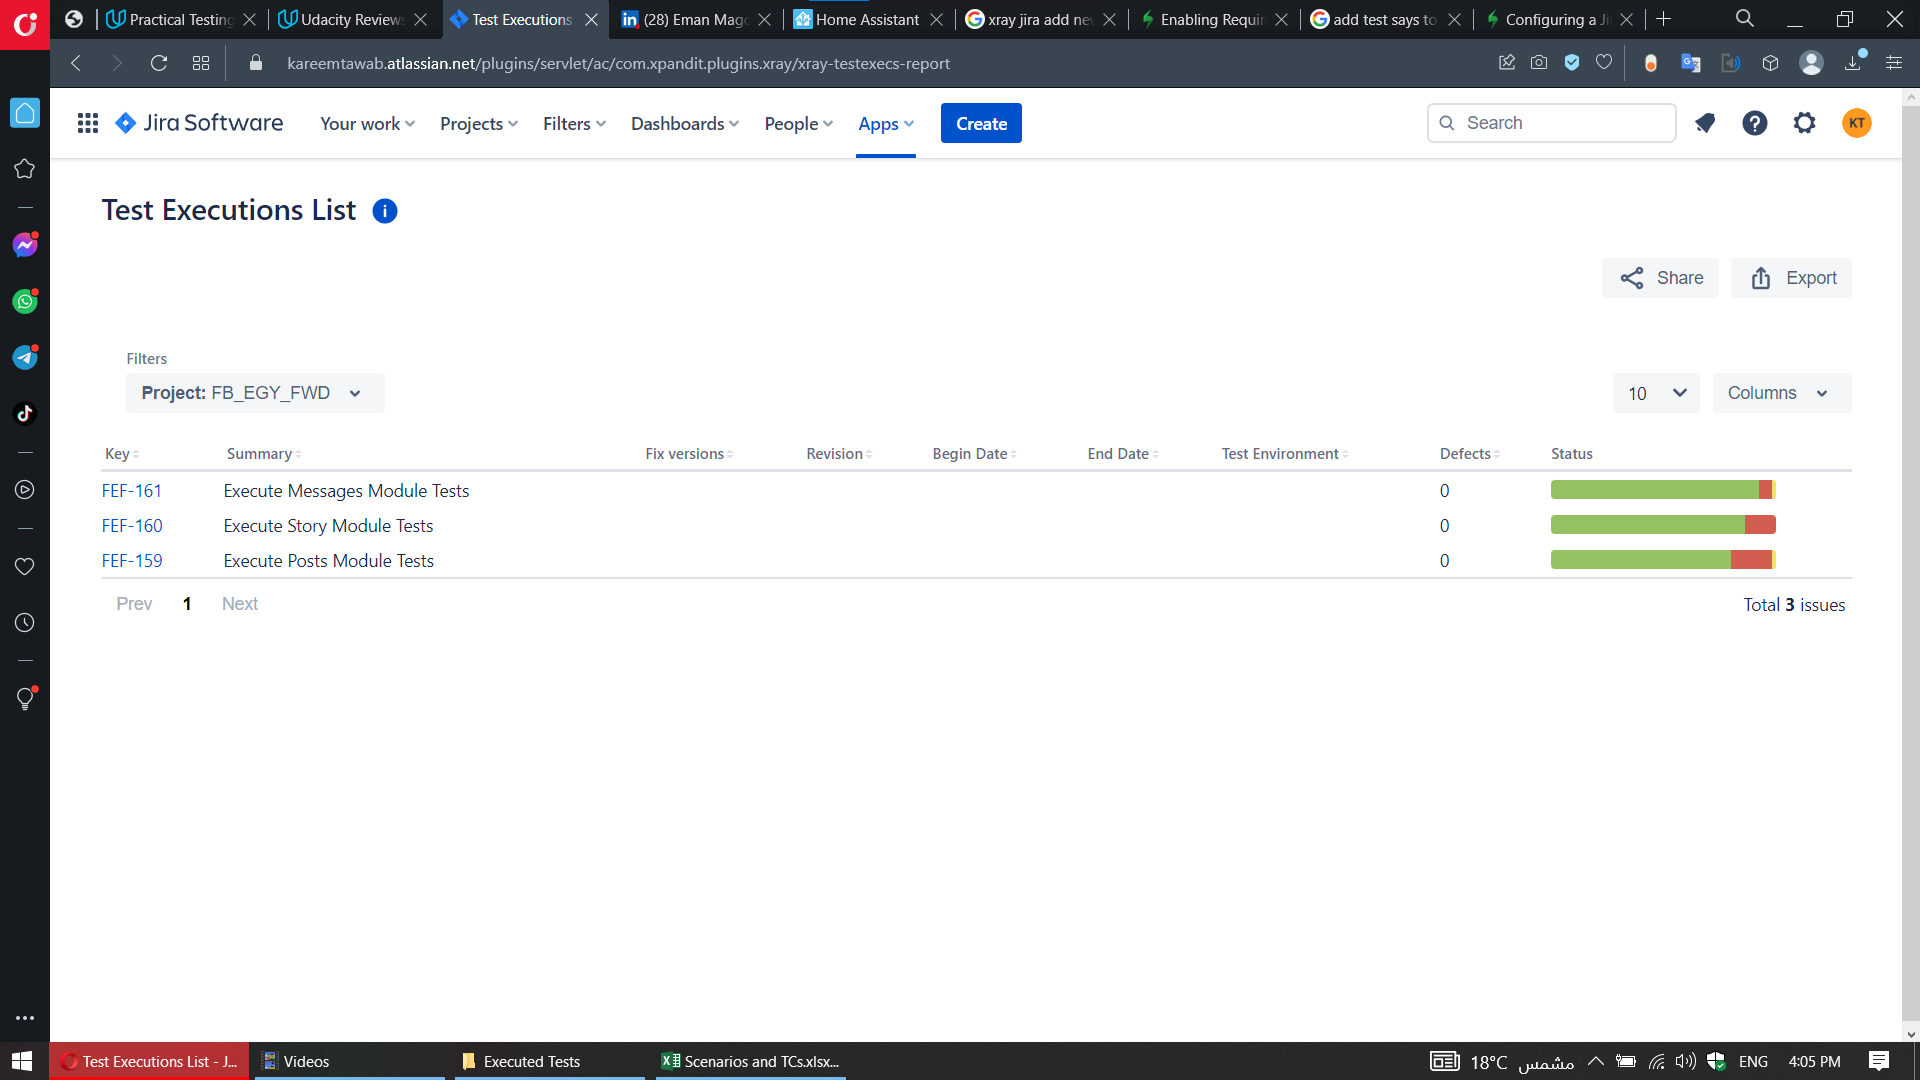 Practical Testing
Udacity Reviews
Test Executions
(28) Eman Magd
Home Assistant
xray jira add nev
Enabling Requir
add test says to
Configuring a Ji
kareemtawab.atlassian.net/plugins/servlet/ac/com.xpandit.plugins.xray/xray-testexecs-report
Jira Software
Your work
Projects
Filters
Dashboards
People
Apps
Create
Search
KT
Test Executions List
Share
Export
Filters
Project: FB_EGY_FWD
10
Columns
Key Summary Fix versions Revision Begin Date End Date Test Environment Defects Status
FEF-161 Execute Messages Module Tests 0
FEF-160 Execute Story Module Tests 0
FEF-159 Execute Posts Module Tests 0
Prev 1 Next
Total 3 issues
Test Executions List - J...
Videos
Executed Tests
Scenarios and TCs.xlsx...
18°C مشمس
ENG
4:05 PM